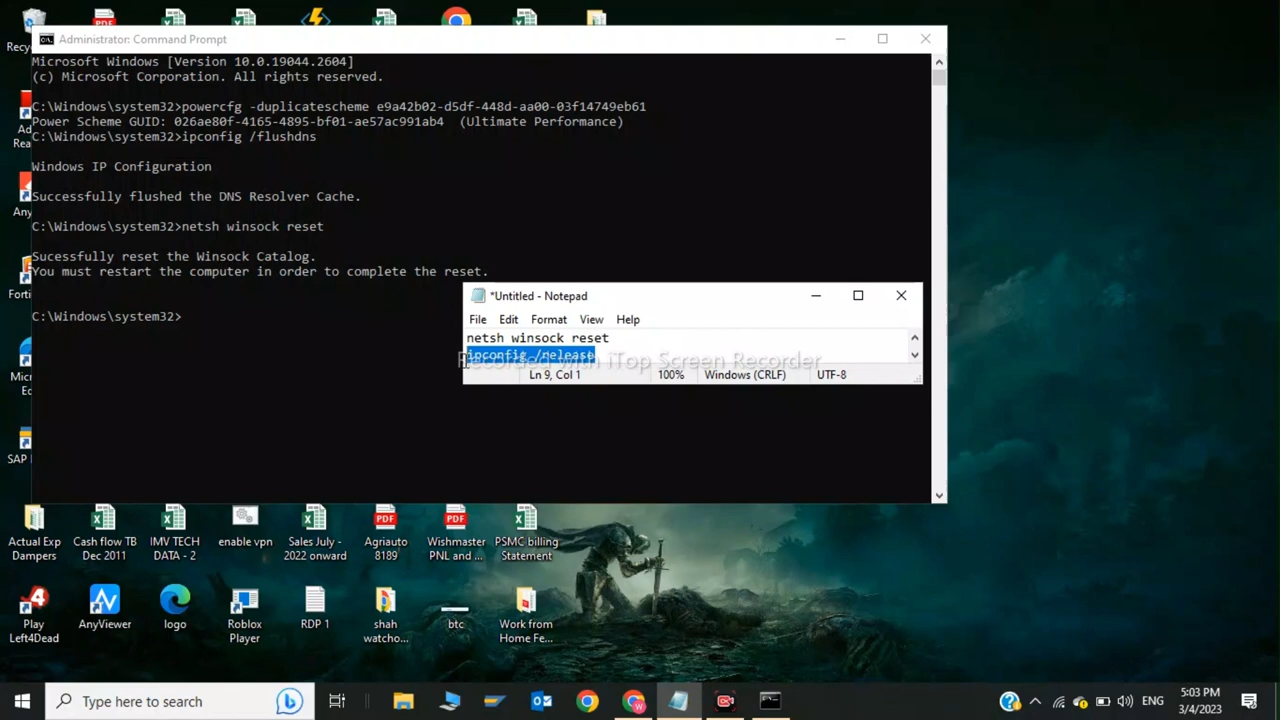 Administrator: Command Prompt
Microsoft Windows [Version 10.0.19044.2604]
(c) Microsoft Corporation. All rights reserved.
C:\Windows\system32>powercfg -duplicatescheme e9a42b02-d5df-448d-aa00-03f14749eb61
Power Scheme GUID: 026ae80f-4165-4895-bf01-ae57ac991ab4  (Ultimate Performance)
C:\Windows\system32>ipconfig /flushdns
Windows IP Configuration
Successfully flushed the DNS Resolver Cache.
C:\Windows\system32>netsh winsock reset
Sucessfully reset the Winsock Catalog.
You must restart the computer in order to complete the reset.
C:\Windows\system32>
*Untitled - Notepad
File Edit Format View Help
netsh winsock reset
ipconfig /release
Recorded with iTop Screen Recorder
Ln 9, Col 1 100% Windows (CRLF) UTF-8
SAP
Actual Exp Dampers
Cash flow TB Dec 2011
IMV TECH DATA - 2
enable vpn
Sales July - 2022 onward
Agriauto 8189
Wishmaster PNL and ...
PSMC billing Statement
Play Left4Dead
AnyViewer
logo
Roblox Player
RDP 1
shah watcho...
btc
Work from Home Fe...
Type here to search
ENG
5:03 PM
3/4/2023